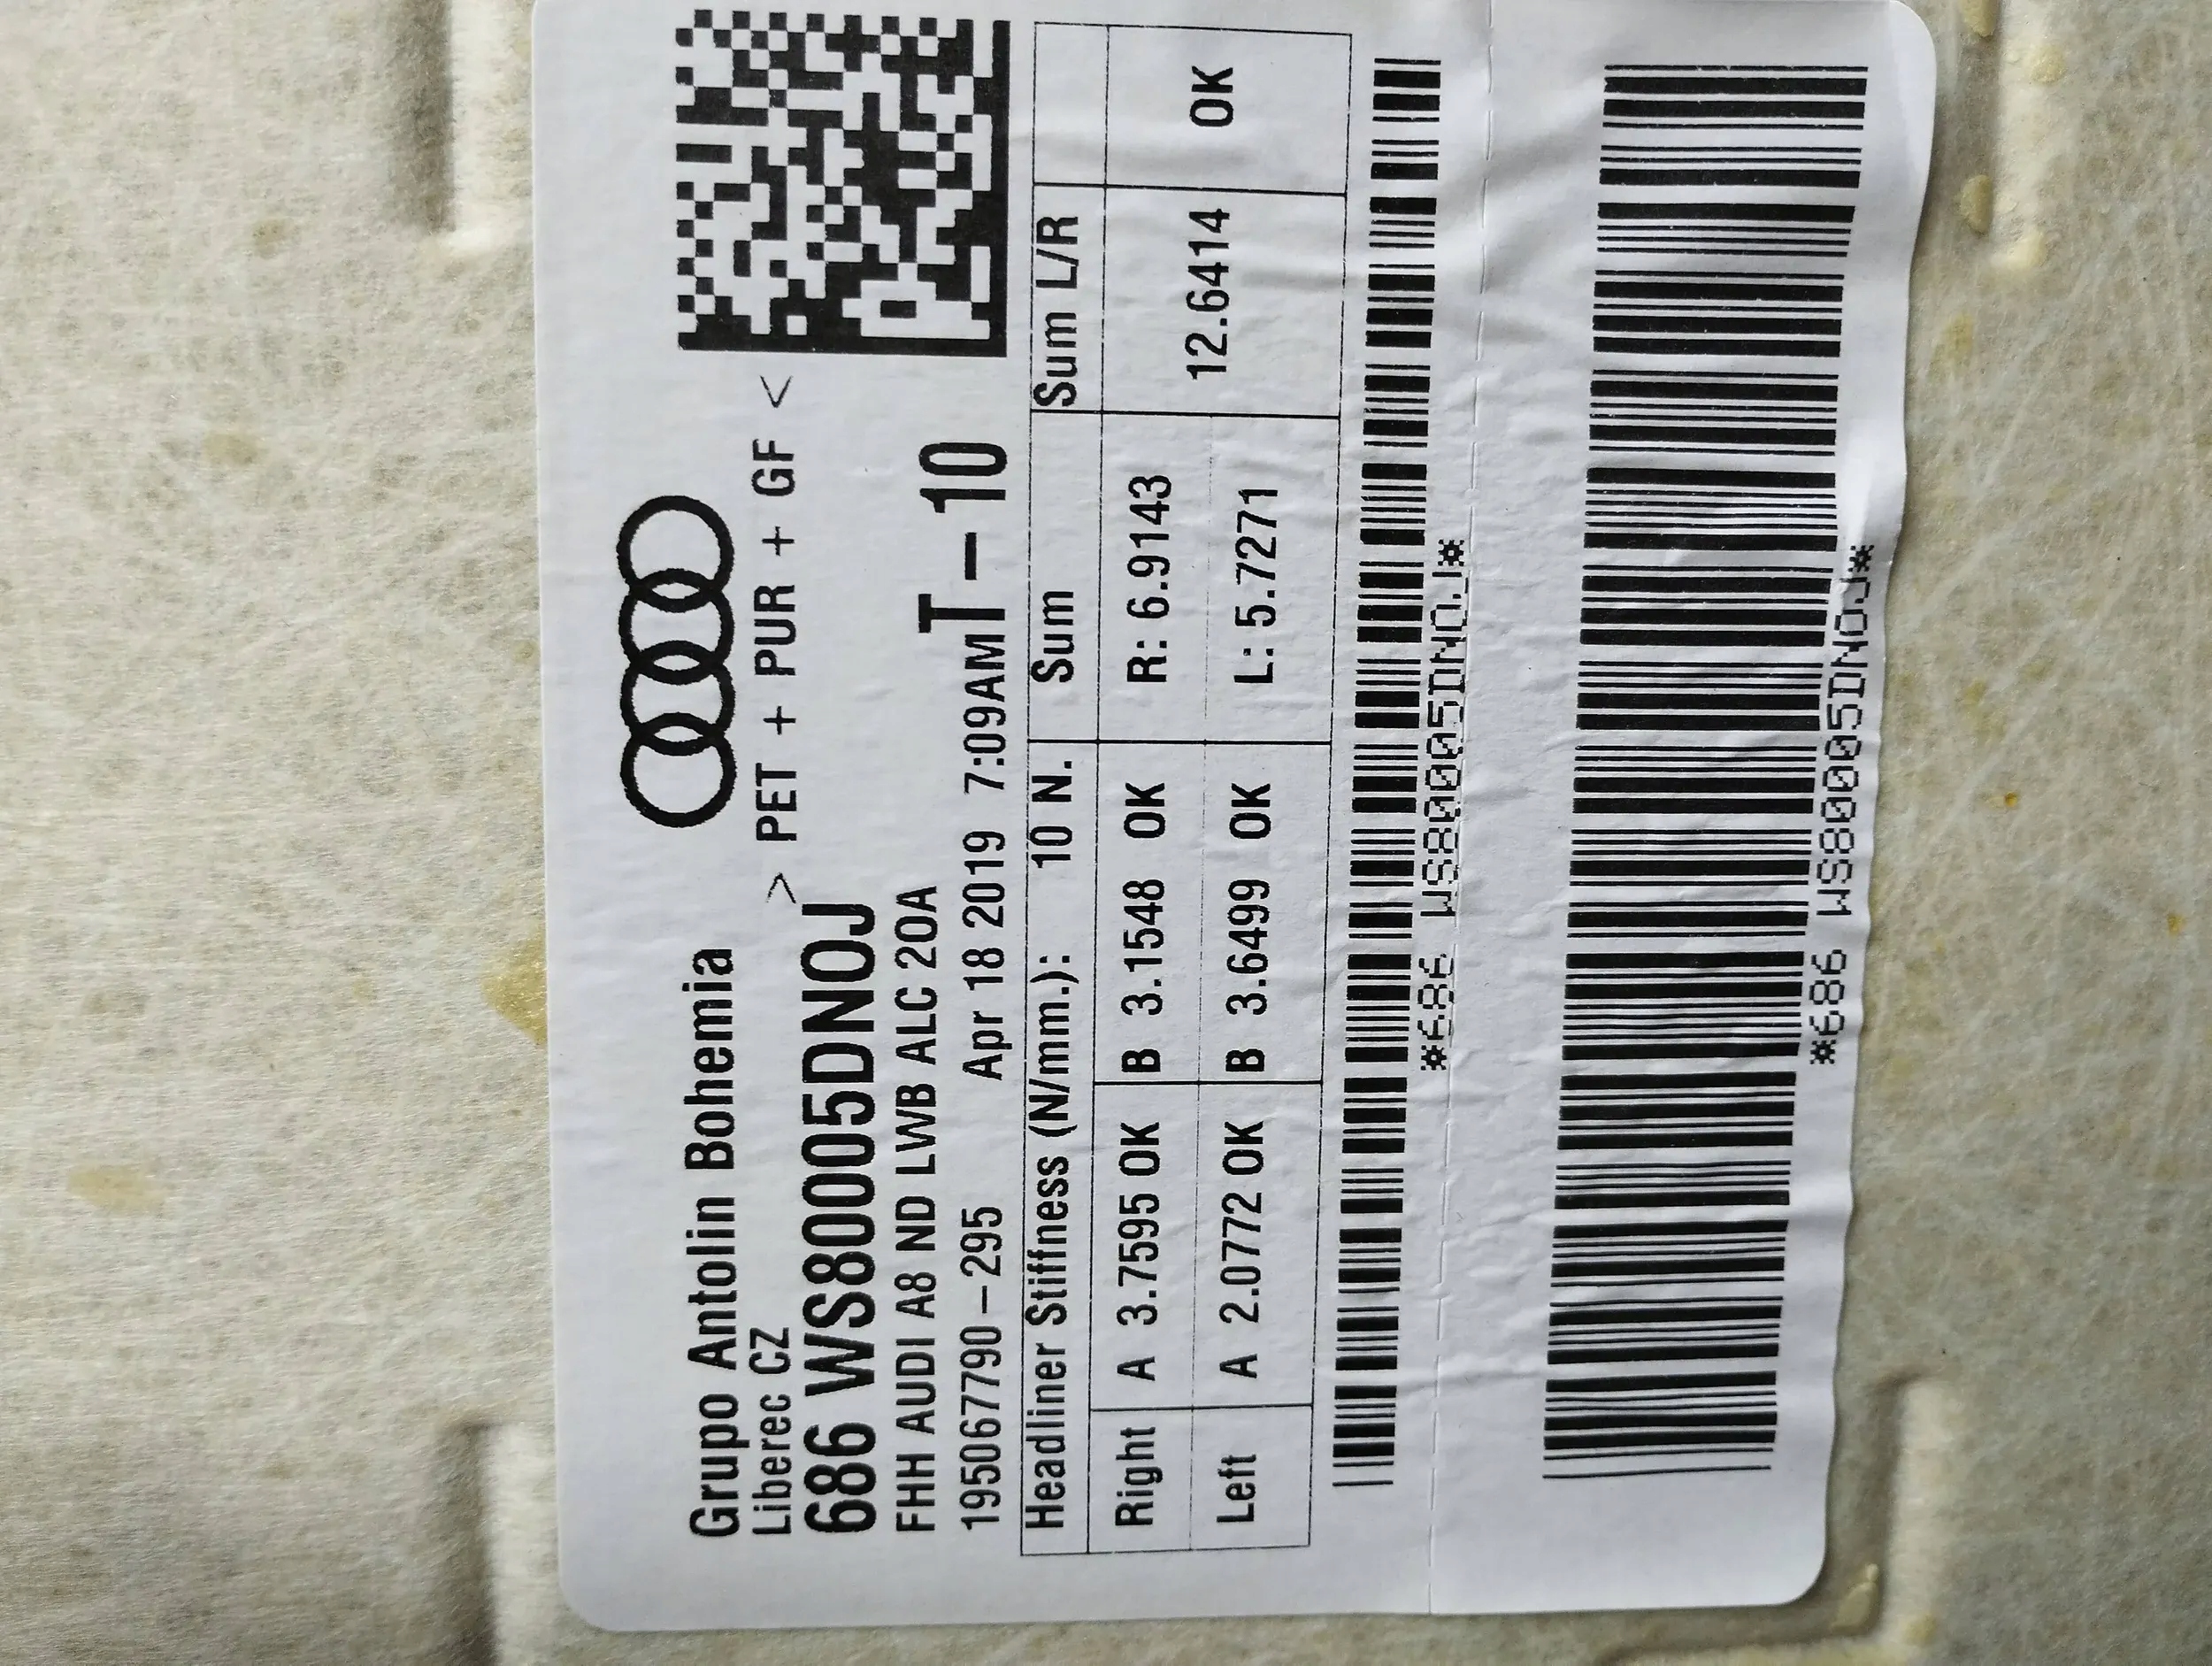 Grupo Antolin Bohemia
Liberec CZ
> PET + PUR + GF <
686 WS80005DNOJ
FHH AUDI A8 ND LWB ALC 20A
195067790-295 Apr 18 2019 7:09AM T-10
Headliner Stiffness (N/mm.): 10 N. Sum Sum L/R
Right A 3.7595 OK B 3.1548 OK R: 6.9143 12.6414 OK
Left A 2.0772 OK B 3.6499 OK L: 5.7271
*686 WS80005DNOJ*
*686 WS80005DNOJ*